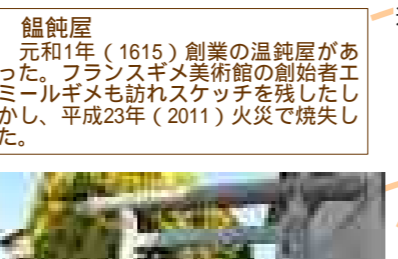 饂飩屋
元和1年（1615）創業の温飩屋があ
った。フランスギメ美術館の創始者エ
ミールギメも訪れスケッチを残したし
かし、平成23年（2011）火災で焼失し
た。